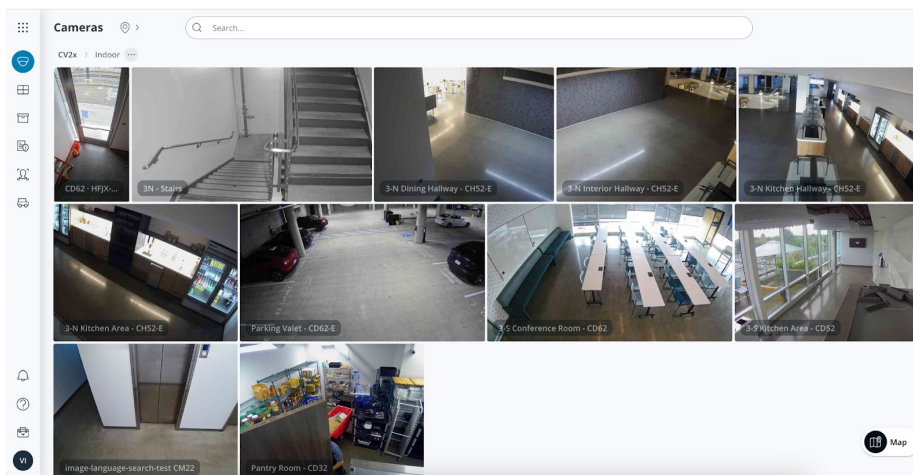 Cameras
Search...
CV2x > Indoor ...
CD62 - HFJX-...
3N - Stairs
3-N Dining Hallway - CH52-E
3-N Interior Hallway - CH52-E
3-N Kitchen Hallway - CH52-E
3-N Kitchen Area - CH52-E
Parking Valet - CD62-E
3-S Conference Room - CD62
3-S Kitchen Area - CD52
image-language-search-test CM22
Pantry Room - CD32
Map
VI